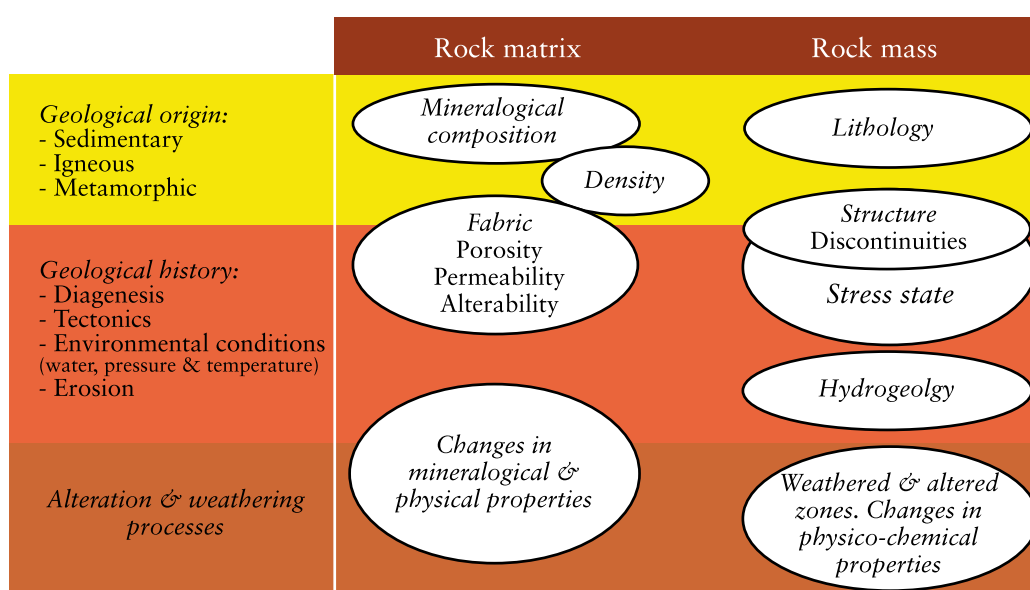 Rock matrix
Rock mass
Geological origin:
- Sedimentary
- Igneous
- Metamorphic
Mineralogical
composition
Density
Lithology
Geological history:
- Diagenesis
- Tectonics
- Environmental conditions
(water, pressure & temperature)
- Erosion
Fabric
Porosity
Permeability
Alterability
Structure
Discontinuities
Stress state
Hydrogeolgy
Alteration & weathering
processes
Changes in
mineralogical &
physical properties
Weathered & altered
zones. Changes in
physico-chemical
properties